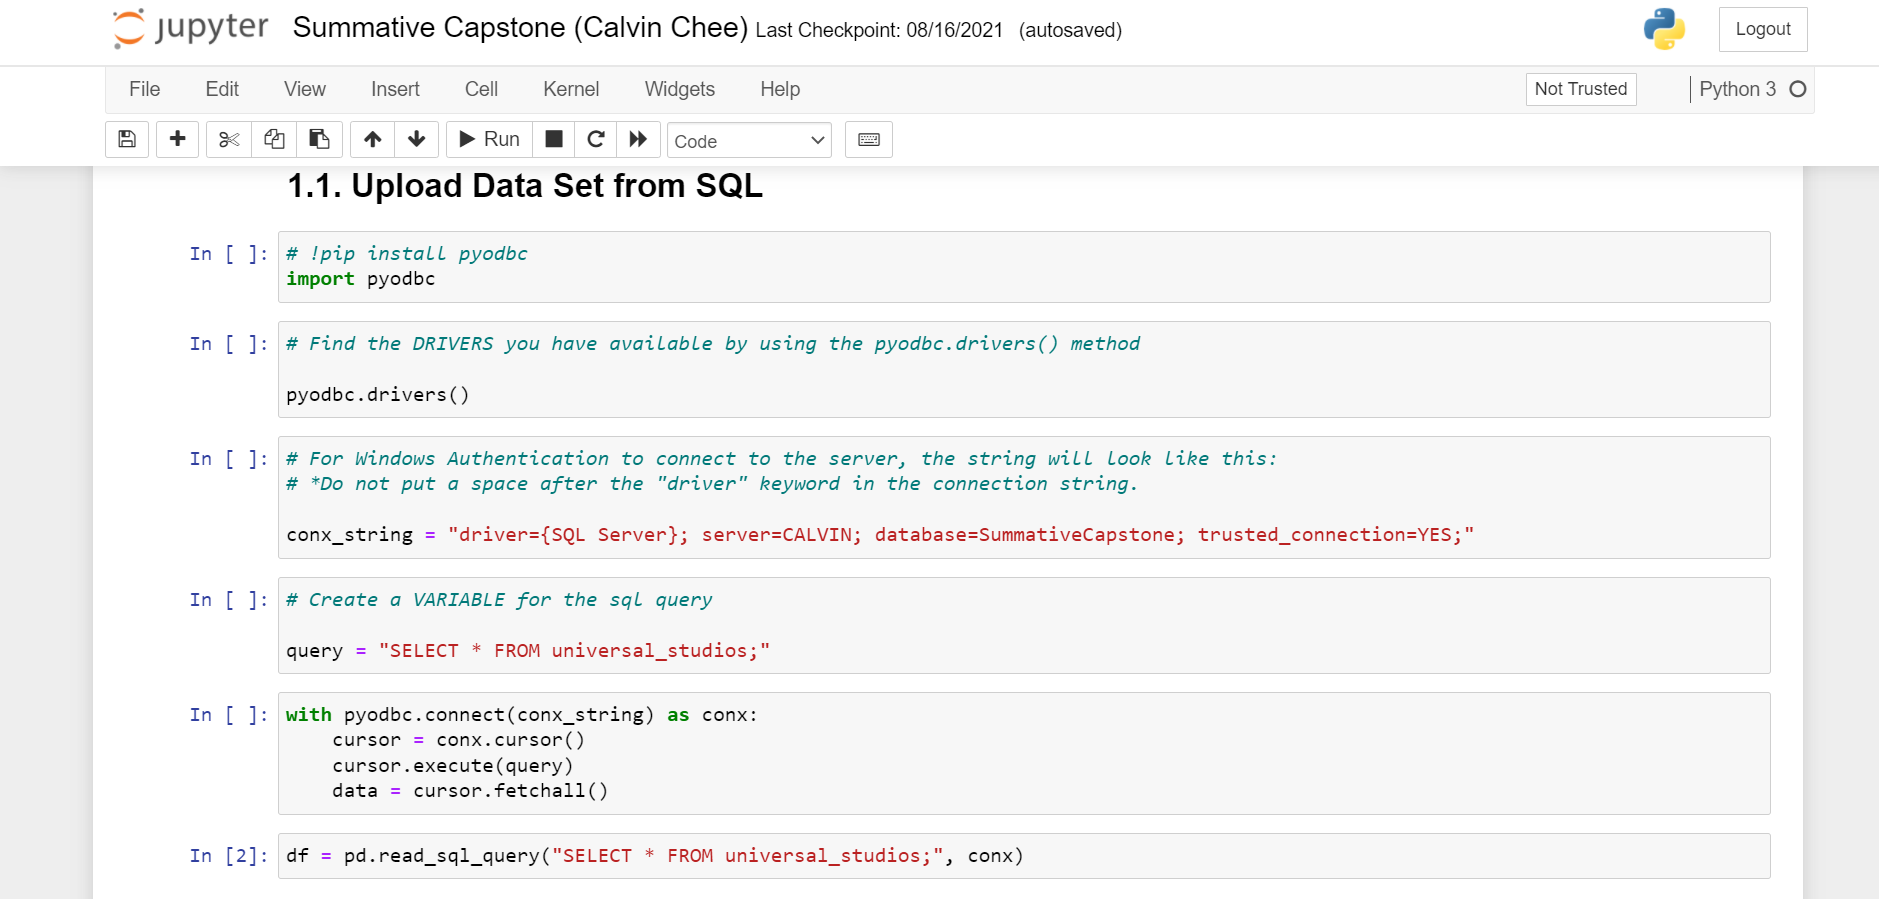 jupyter Summative Capstone (Calvin Chee) Last Checkpoint: 08/16/2021 (autosaved) Logout
File Edit View Insert Cell Kernel Widgets Help Not Trusted Python 3
Run Code
1.1. Upload Data Set from SQL
In [ ]: # !pip install pyodbc
import pyodbc
In [ ]: # Find the DRIVERS you have available by using the pyodbc.drivers() method
pyodbc.drivers()
In [ ]: # For Windows Authentication to connect to the server, the string will look like this:
# *Do not put a space after the "driver" keyword in the connection string.
conx_string = "driver={SQL Server}; server=CALVIN; database=SummativeCapstone; trusted_connection=YES;"
In [ ]: # Create a VARIABLE for the sql query
query = "SELECT * FROM universal_studios;"
In [ ]: with pyodbc.connect(conx_string) as conx:
    cursor = conx.cursor()
    cursor.execute(query)
    data = cursor.fetchall()
In [2]: df = pd.read_sql_query("SELECT * FROM universal_studios;", conx)